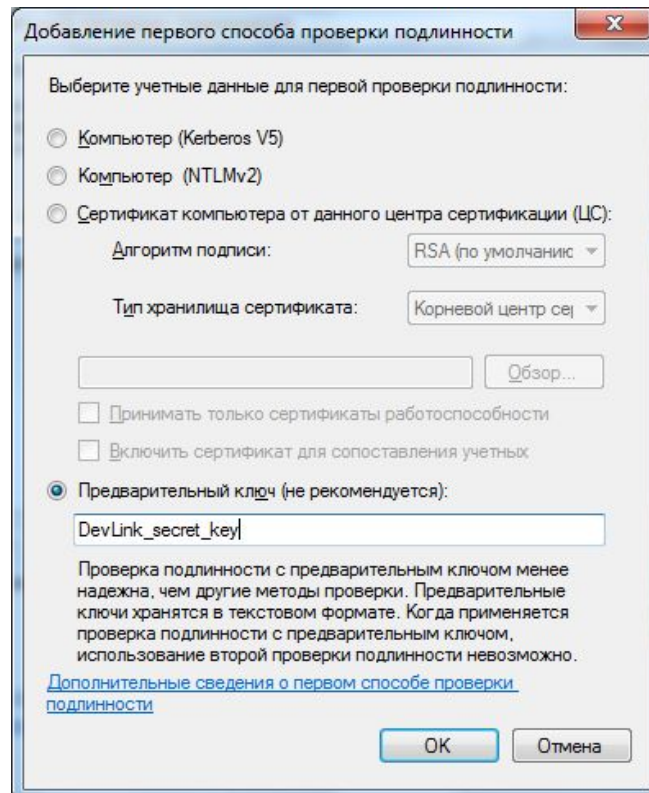 Добавление первого способа проверки подлинности
Выберите учетные данные для первой проверки подлинности:
Компьютер (Kerberos V5)
Компьютер (NTLMv2)
Сертификат компьютера от данного центра сертификации (ЦС):
Алгоритм подписи:
RSA (по умолчанию
Тип хранилища сертификата:
Корневой центр сер
Обзор...
Принимать только сертификаты работоспособности
Включить сертификат для сопоставления учетных
Предварительный ключ (не рекомендуется):
DevLink_secret_key
Проверка подлинности с предварительным ключом менее
надежна, чем другие методы проверки. Предварительные
ключи хранятся в текстовом формате. Когда применяется
проверка подлинности с предварительным ключом,
использование второй проверки подлинности невозможно.
Дополнительные сведения о первом способе проверки
подлинности
OK
Отмена